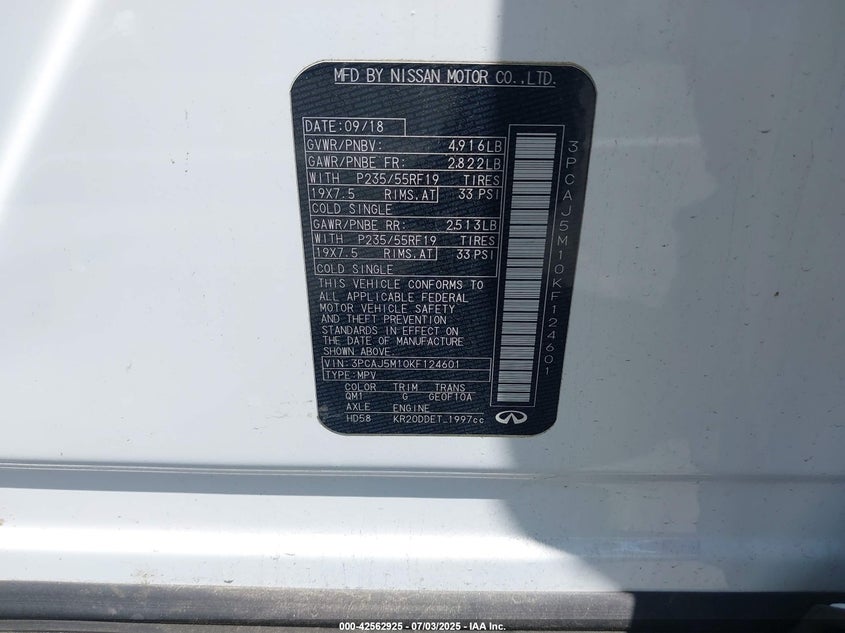 MFD BY NISSAN MOTOR CO.,LTD.
DATE:09/18
GVWR/PNBV: 4,916LB
GAWR/PNBE FR: 2,822LB
WITH P235/55RF19 TIRES
19X7.5 RIMS.AT 33 PSI
COLD SINGLE
GAWR/PNBE RR: 2,513LB
WITH P235/55RF19 TIRES
19X7.5 RIMS.AT 33 PSI
COLD SINGLE
THIS VEHICLE CONFORMS TO
ALL APPLICABLE FEDERAL
MOTOR VEHICLE SAFETY
AND THEFT PREVENTION
STANDARDS IN EFFECT ON
THE DATE OF MANUFACTURE
SHOWN ABOVE.
VIN:3PCAJ5M10KF124601
TYPE:MPV
COLOR TRIM TRANS
QM1 G GE0F10A
AXLE ENGINE
HD58 KR20DDET_1997cc
3PCAJ5M10KF124601
000-42562925 - 07/03/2025 - IAA Inc.